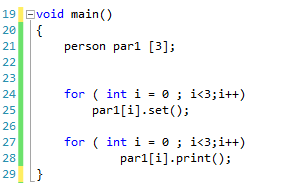 19 void main()
20 {
21 person par1 [3];
22
23
24 for ( int i = 0 ; i<3;i++)
25 par1[i].set();
26
27 for ( int i = 0 ; i<3;i++)
28 par1[i].print();
29 }